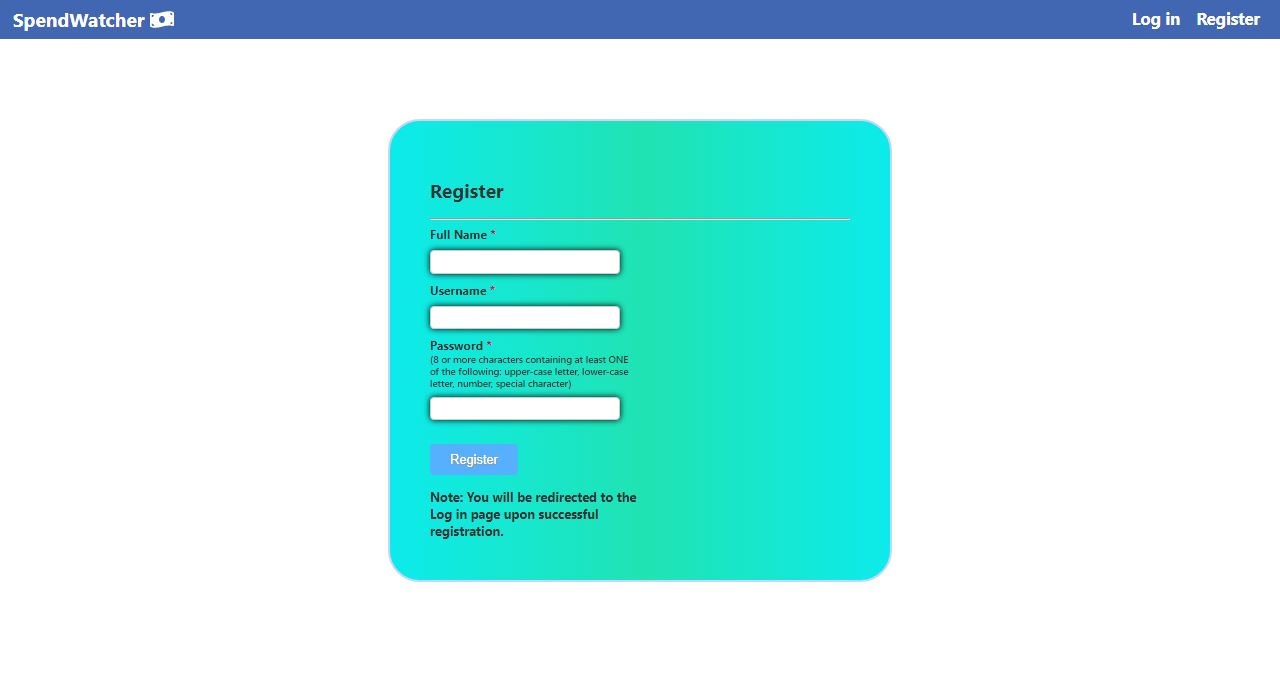 SpendWatcher
Log in Register
Register
Full Name *
Username *
Password *
(8 or more characters containing at least ONE
of the following: upper-case letter, lower-case
letter, number, special character)
Register
Note: You will be redirected to the
Log in page upon successful
registration.